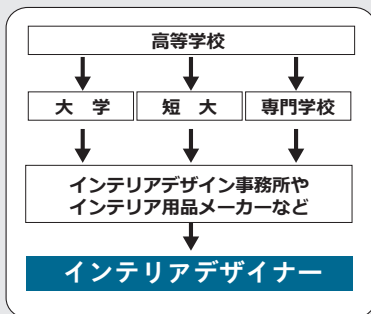 高等学校
大 学
短 大
専門学校
インテリアデザイン事務所や
インテリア用品メーカーなど
インテリアデザイナー